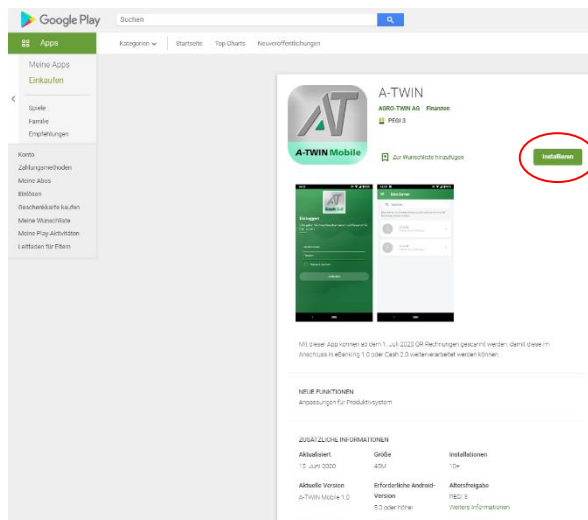 Google Play
Suchen
Apps
Kategorien
Startseite
Top-Charts
Neuveröffentlichungen
Meine Apps
Einkaufen
Spiele
Familie
Empfehlungen
Konto
Zahlungsmethoden
Meine Abos
Einlösen
Geschenkkarte kaufen
Meine Wunschliste
Meine Play-Aktivitäten
Leitfaden für Eltern
A-TWIN
AGRO-TWIN AG Finanzen
PEGI 3
AT
A-TWIN Mobile
Zur Wunschliste hinzufügen
Installieren
Einloggen
Mit dieser App können ab dem 1. Juli 2020 QR Rechnungen gescannt werden, damit diese im
Anschluss in eBanking 1.0 oder Cash 2.0 weiterverarbeitet werden können.
NEUE FUNKTIONEN
Anpassungen für Produktivsystem
ZUSÄTZLICHE INFORMATIONEN
Aktualisiert
Größe
Installationen
15. Juni 2020
45M
10+
Aktuelle Version
Erforderliche Android-
Version
Altersfreigabe
A-TWIN Mobile 1.0
5.0 oder höher
PEGI 3
Weitere Informationen